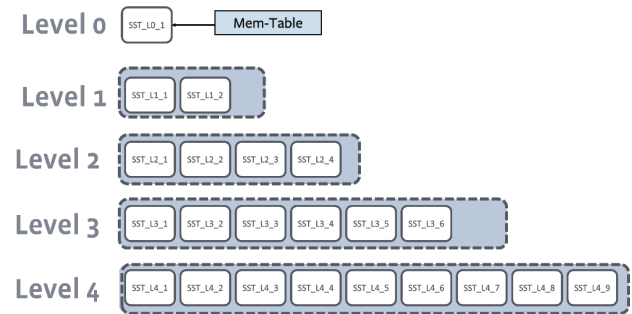 Level 0 SST_L0_1 Mem-Table
Level 1 SST_L1_1 SST_L1_2
Level 2 SST_L2_1 SST_L2_2 SST_L2_3 SST_L2_4
Level 3 SST_L3_1 SST_L3_2 SST_L3_3 SST_L3_4 SST_L3_5 SST_L3_6
Level 4 SST_L4_1 SST_L4_2 SST_L4_3 SST_L4_4 SST_L4_5 SST_L4_6 SST_L4_7 SST_L4_8 SST_L4_9